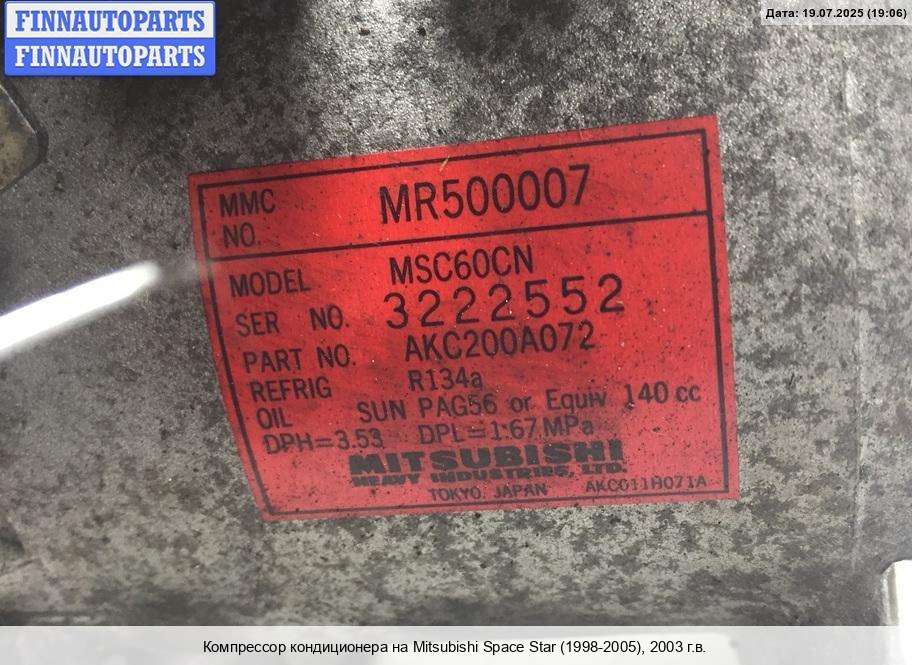 FINNAUTOPARTS
FINNAUTOPARTS
Дата: 19.07.2025 (19:06)
MMC NO. MR500007
MODEL MSC60CN
SER NO. 3222552
PART NO. AKC200A072
REFRIG R134a
OIL SUN PAG56 or Equiv 140 cc
DPH=3.53 DPL=1.67 MPa
MITSUBISHI
HEAVY INDUSTRIES, LTD.
TOKYO JAPAN AKC011H071A
Компрессор кондиционера на Mitsubishi Space Star (1998-2005), 2003 г.в.